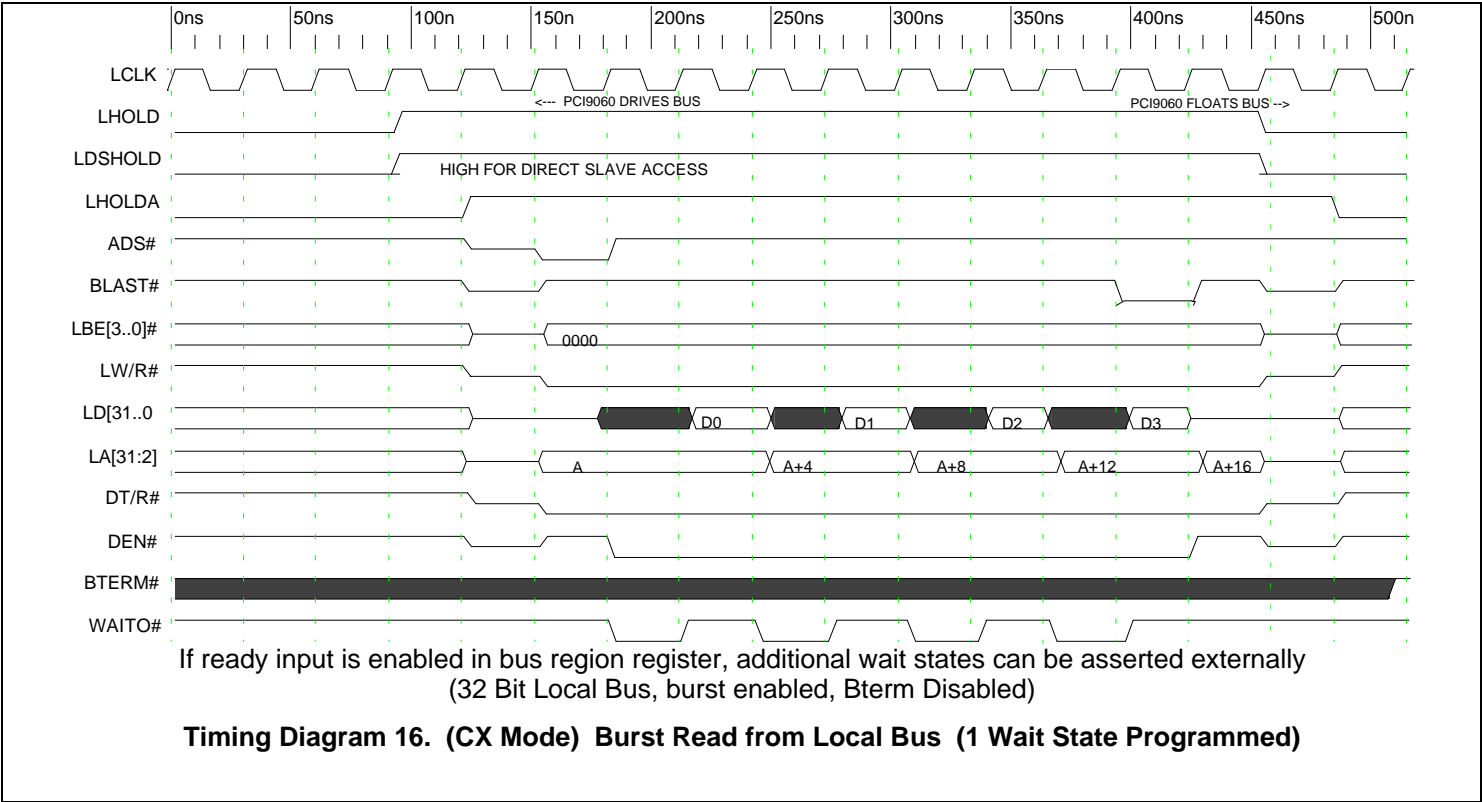 0ns 50ns 100n 150n 200ns 250ns 300ns 350ns 400ns 450ns 500n
LCLK
<--- PCI9060 DRIVES BUS PCI9060 FLOATS BUS -->
LHOLD
LDSHOLD
HIGH FOR DIRECT SLAVE ACCESS
LHOLDA
ADS#
BLAST#
LBE[3..0]# 0000
LW/R#
LD[31..0 D0 D1 D2 D3
LA[31:2] A A+4 A+8 A+12 A+16
DT/R#
DEN#
BTERM#
WAITO#
If ready input is enabled in bus region register, additional wait states can be asserted externally
(32 Bit Local Bus, burst enabled, Bterm Disabled)
Timing Diagram 16. (CX Mode) Burst Read from Local Bus (1 Wait State Programmed)